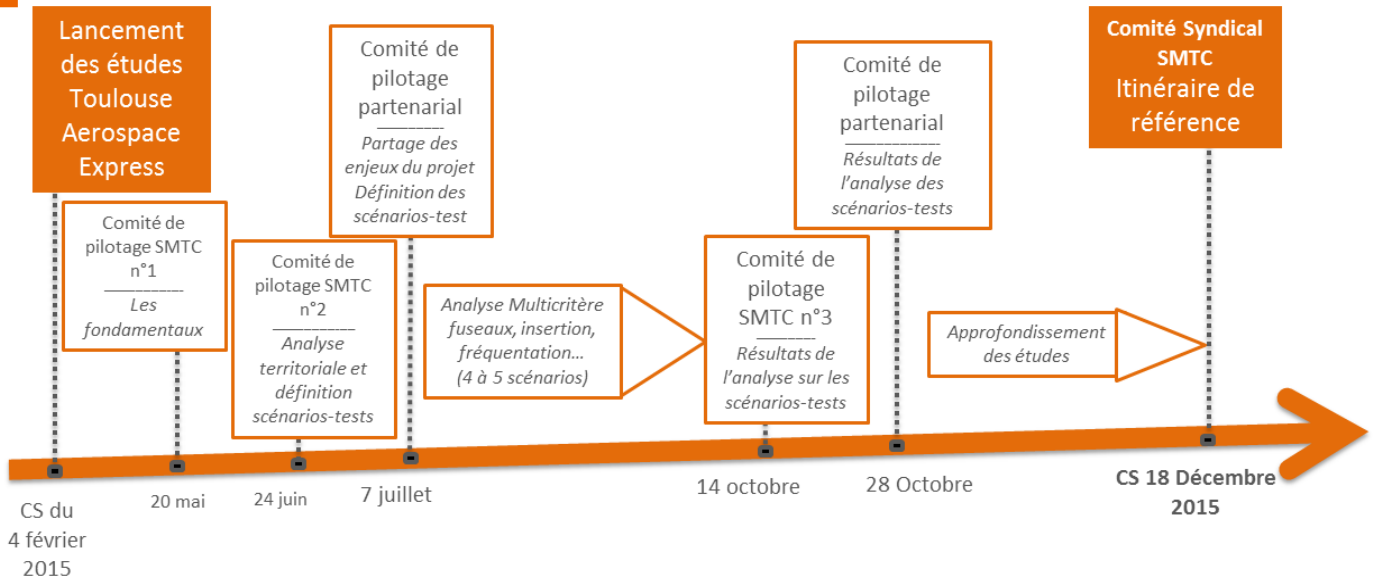 Lancement
des études
Toulouse
Aerospace
Express
Comité de
pilotage SMTC
n°1
Les
fondamentaux
Comité de
pilotage SMTC
n°2
Analyse
territoriale et
définition
scénarios-tests
Comité de
pilotage
partenarial
Partage des
enjeux du projet
Définition des
scénarios-test
Analyse Multicritère
fuseaux, insertion,
fréquentation...
(4 à 5 scénarios)
Comité de
pilotage
SMTC n°3
Résultats de
l'analyse sur les
scénarios-tests
Comité de
pilotage
partenarial
Résultats de
l'analyse des
scénarios-tests
Approfondissement
des études
Comité Syndical
SMTC
Itinéraire de
référence
CS du
4 février
2015
20 mai
24 juin
7 juillet
14 octobre
28 Octobre
CS 18 Décembre
2015